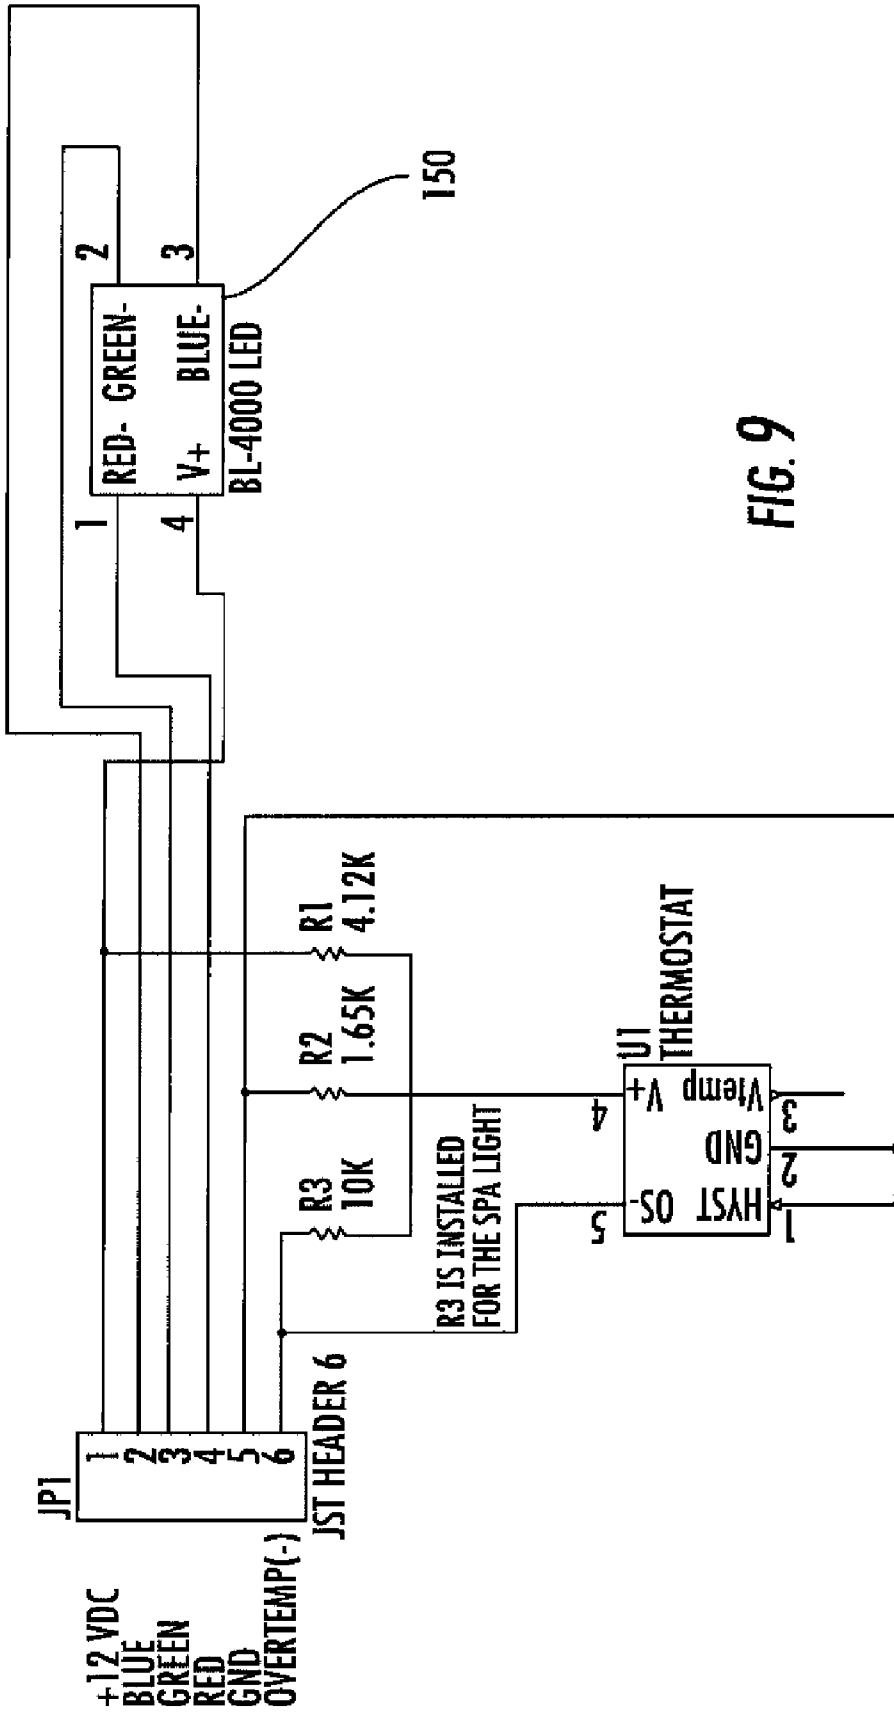 JP1
+12 VDC
BLUE
GREEN
RED
GND
OVERTEMP(-)
1
2
3
4
5
6
JST HEADER 6
R3
10K
R2
1.65K
R1
4.12K
R3 IS INSTALLED
FOR THE SPA LIGHT
U1
THERMOSTAT
4
5
V+
OS-
HYST
GND
Vtemp
1
2
3
1
4
RED-
GREEN-
V+
BLUE-
2
3
BL-4000 LED
150
FIG. 9